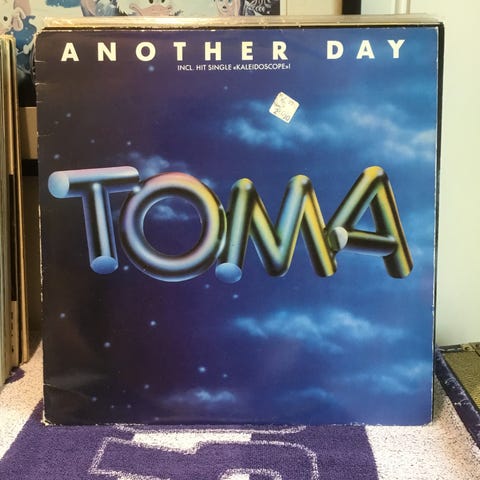 ANOTHER DAY
INCL. HIT SINGLE «KALEIDOSCOPE»!
TOMA